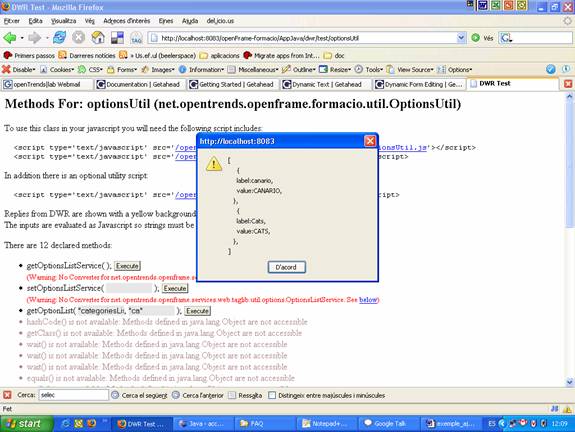 DWR Test - Mozilla Firefox
Fitxer Visualitza Vés Adreces d'interès Eines Ajuda del.icio.us
http://localhost:8083/openFrame-formacio/AppJava/dwr/test/optionsUtil
Vés
Primers passos Darreres notícies > Us.ef.ul (beelerspace) aplicacions Migrate apps from Int... doc
Disable CSS Forms Images Information Miscellaneous Outline Resize Tools View Source Options
opentrends|lab Webmail Documentation | Getahead Getting Started | Getahead Dynamic Text | Getahead Dynamic Form Editing | Ge... DWR Test
Methods For: optionsUtil (net.opentrends.openframe.formacio.util.OptionsUtil)
To use this class in your javascript you will need the following script includes:
<script type='text/javascript' src='/open
onsUtil.js'></script>
<script type='text/javascript' src='/open
</script>
In addition there is an optional utility script:
<script type='text/javascript' src='/open
Replies from DWR are shown with a yellow background
The inputs are evaluated as Javascript so strings must b
There are 12 declared methods:
getOptionsListService( ); Execute
(Warning: No Converter for net.opentrends.openframe.se
setOptionsListService( ); Execute
(Warning: No Converter for net.opentrends.openframe.services.web.taglib.util.options.OptionsListService. See below)
getOptionList( "categoriesLi, "ca" ); Execute
hashCode() is not available: Methods defined in java.lang.Object are not accessible
getClass() is not available: Methods defined in java.lang.Object are not accessible
wait() is not available: Methods defined in java.lang.Object are not accessible
wait() is not available: Methods defined in java.lang.Object are not accessible
wait() is not available: Methods defined in java.lang.Object are not accessible
equals() is not available: Methods defined in java.lang.Object are not accessible
http://localhost:8083
[
{
label:canario,
value:CANARIO,
},
{
label:Cats,
value:CATS,
},
]
D'acord
Cerca: selec Cerca el següent Cerca l'anterior Ressalta Distingeix entre majúscules i minúscules
Fet
start DWR Test ... Java - acc... FAQ Notepad+... Google Talk exemple_aj... ES 12:09